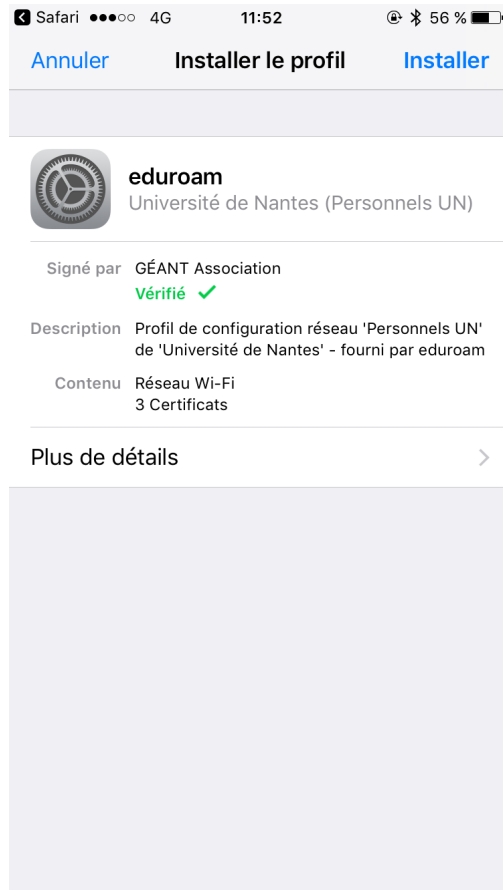 Safari 4G 11:52 56 %
Annuler Installer le profil Installer
eduroam
Université de Nantes (Personnels UN)
Signé par GÉANT Association
Vérifié
Description Profil de configuration réseau 'Personnels UN'
de 'Université de Nantes' - fourni par eduroam
Contenu Réseau Wi-Fi
3 Certificats
Plus de détails